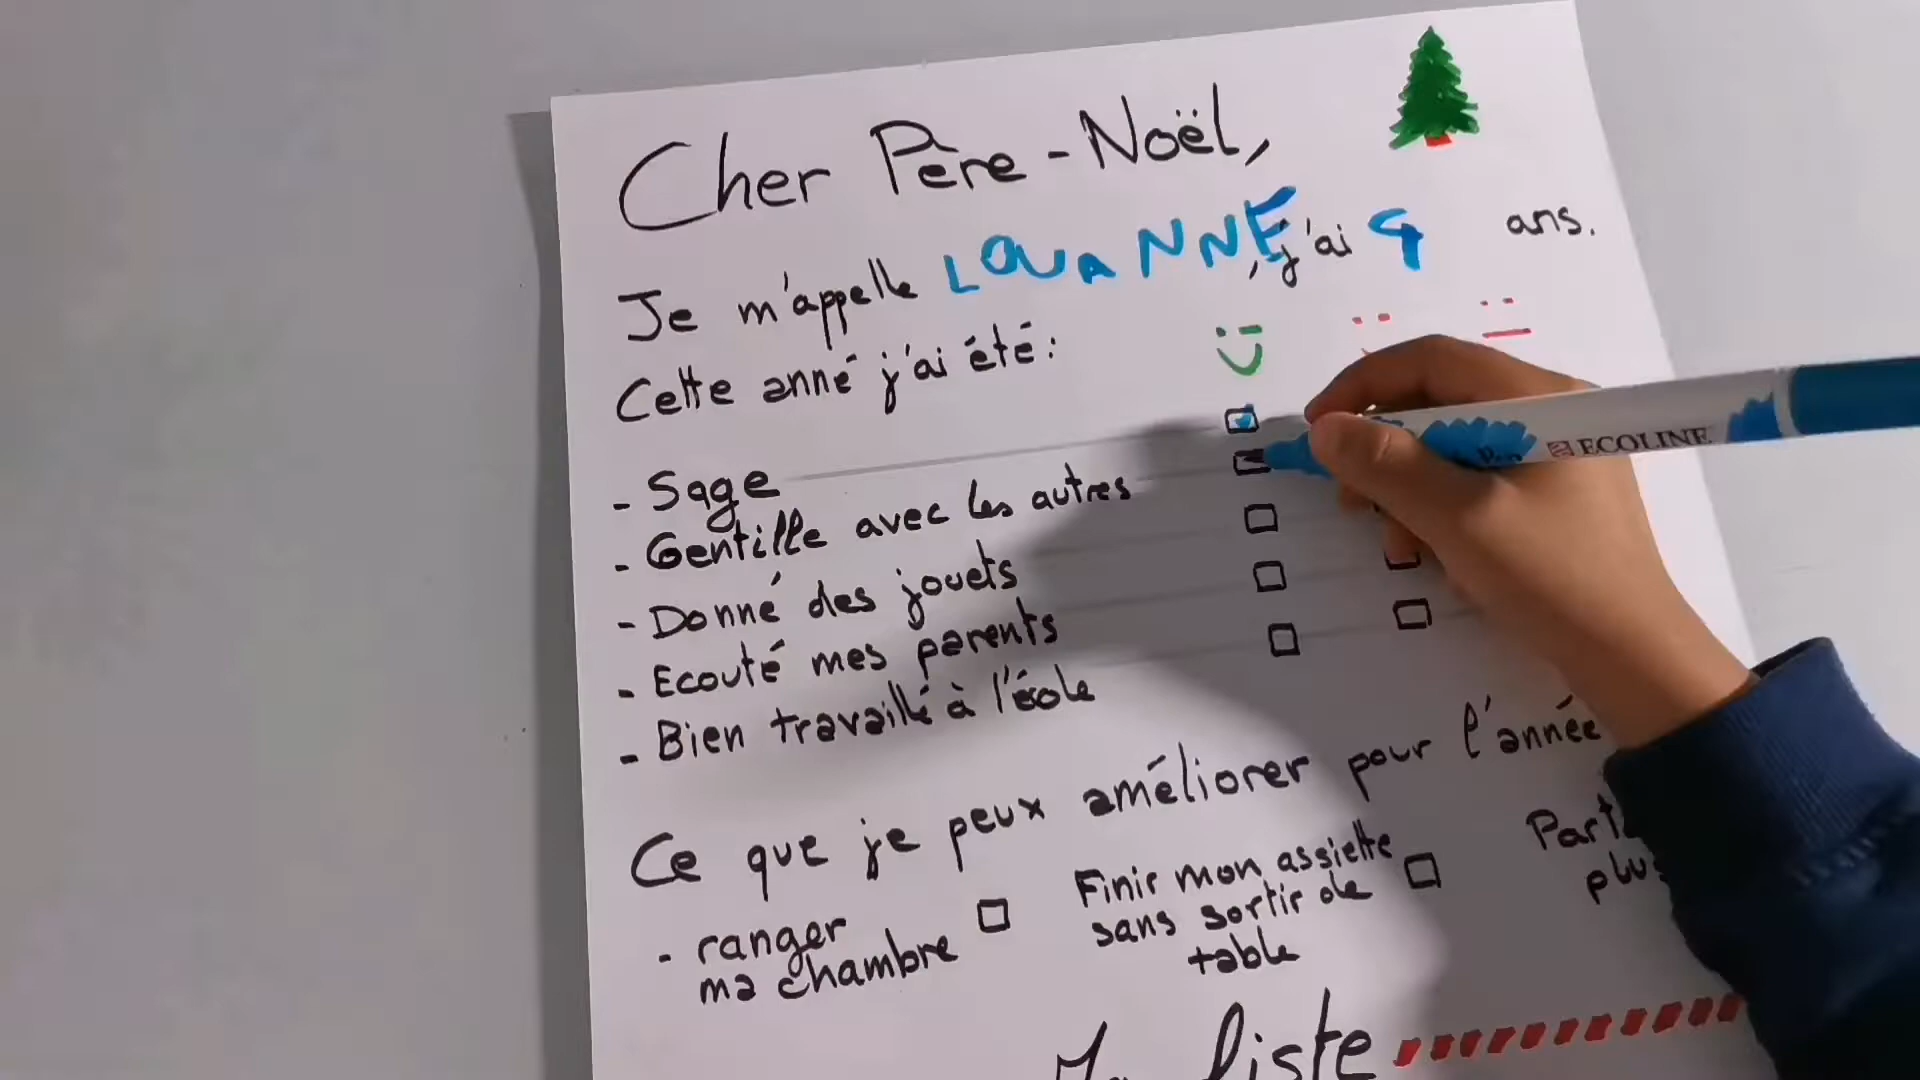 Cher Père-Noël,
Je m'appelle LOUANNE, j'ai 9 ans.
Cette anné j'ai été:
- Sage
- Gentille avec les autres
- Donné des jouets
- Ecouté mes parents
- Bien travaillé à l'école
Ce que je peux améliorer pour l'année
- ranger
ma chambre
Finir mon assiette
sans sortir de
table
liste
ECOLINE